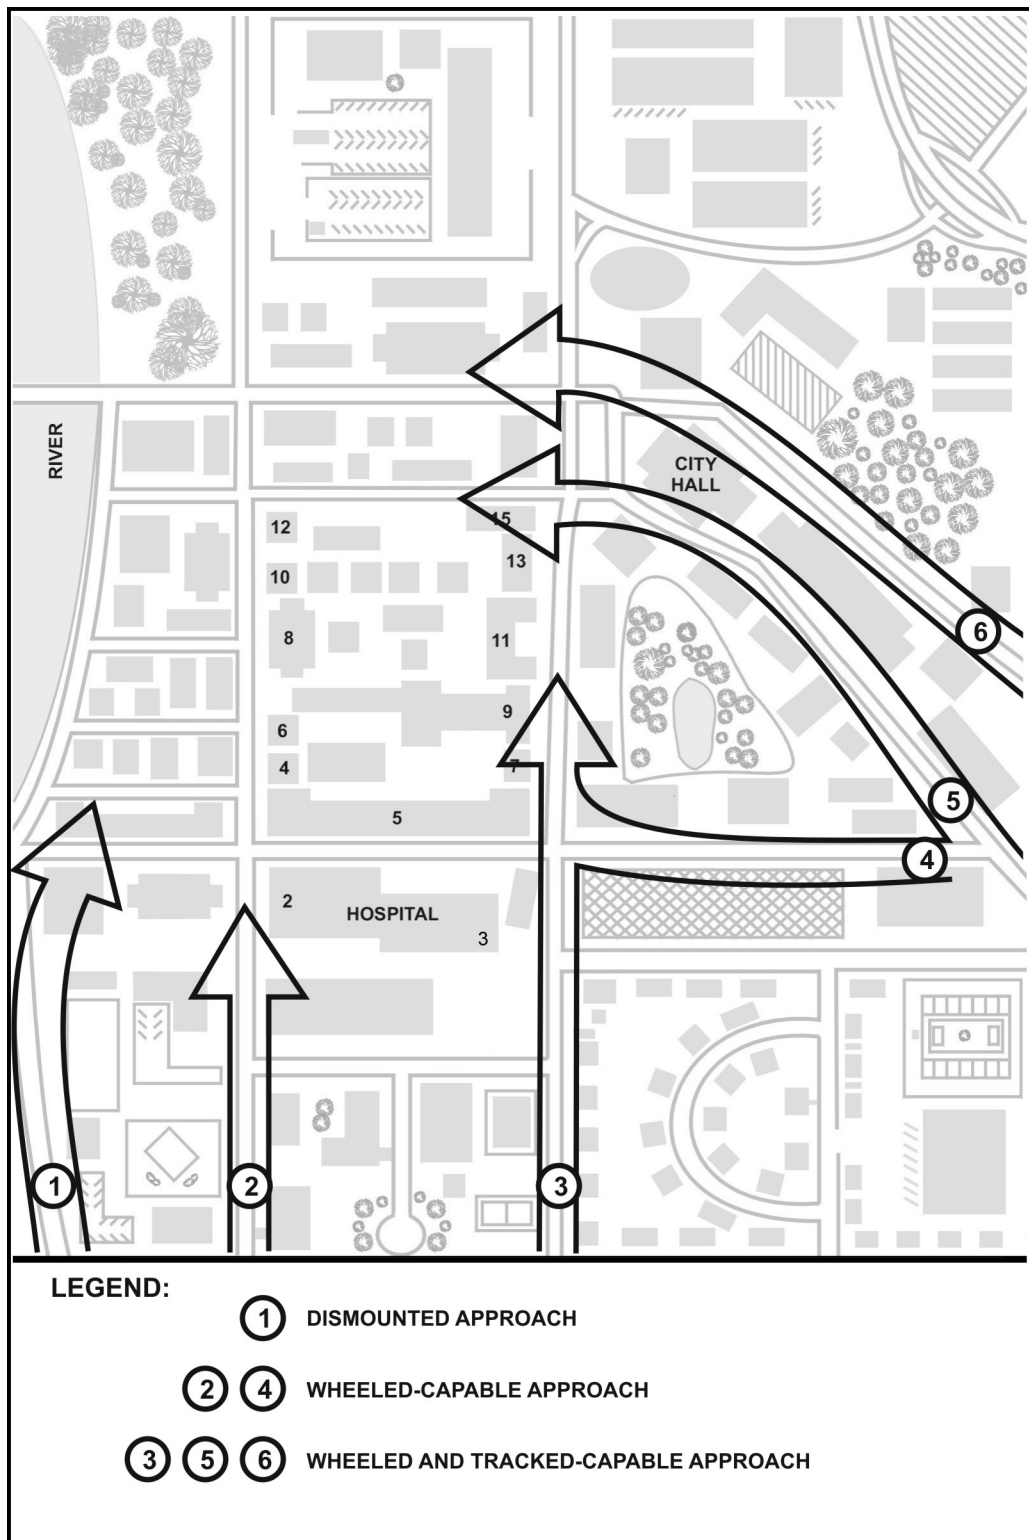 RIVER
CITY
HALL
12
15
13
10
8
11
9
6
4
7
5
2
HOSPITAL
3
6
5
4
1
2
3
LEGEND:
1 DISMOUNTED APPROACH
2 4 WHEELED-CAPABLE APPROACH
3 5 6 WHEELED AND TRACKED-CAPABLE APPROACH